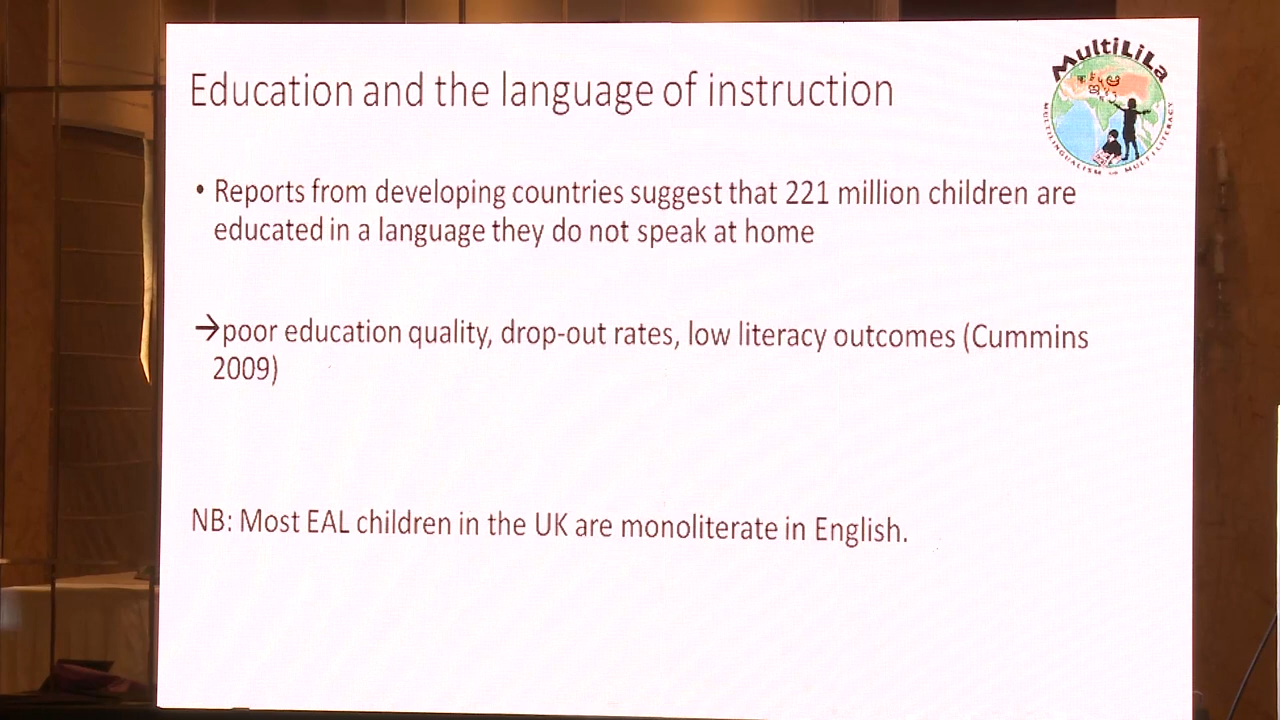 Education and the language of instruction
MultiLiLa
MULTILINGUALISM MULTILITERACY
• Reports from developing countries suggest that 221 million children are
educated in a language they do not speak at home
→poor education quality, drop-out rates, low literacy outcomes (Cummins
2009)
NB: Most EAL children in the UK are monoliterate in English.